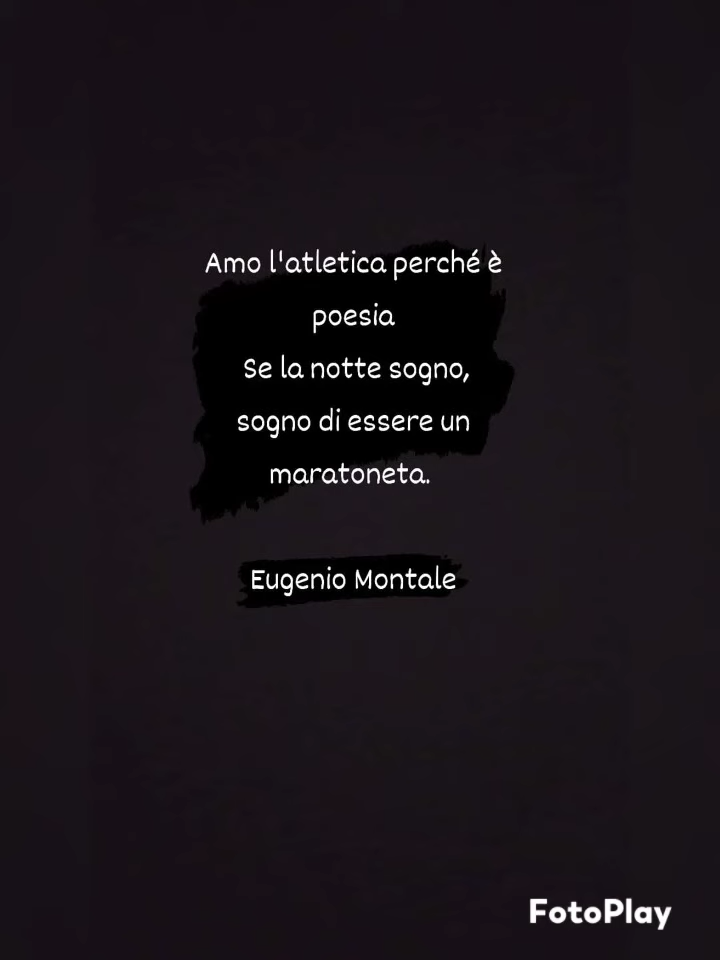 Amo l'atletica perché è
poesia
Se la notte sogno,
sogno di essere un
maratoneta.
Eugenio Montale
FotoPlay